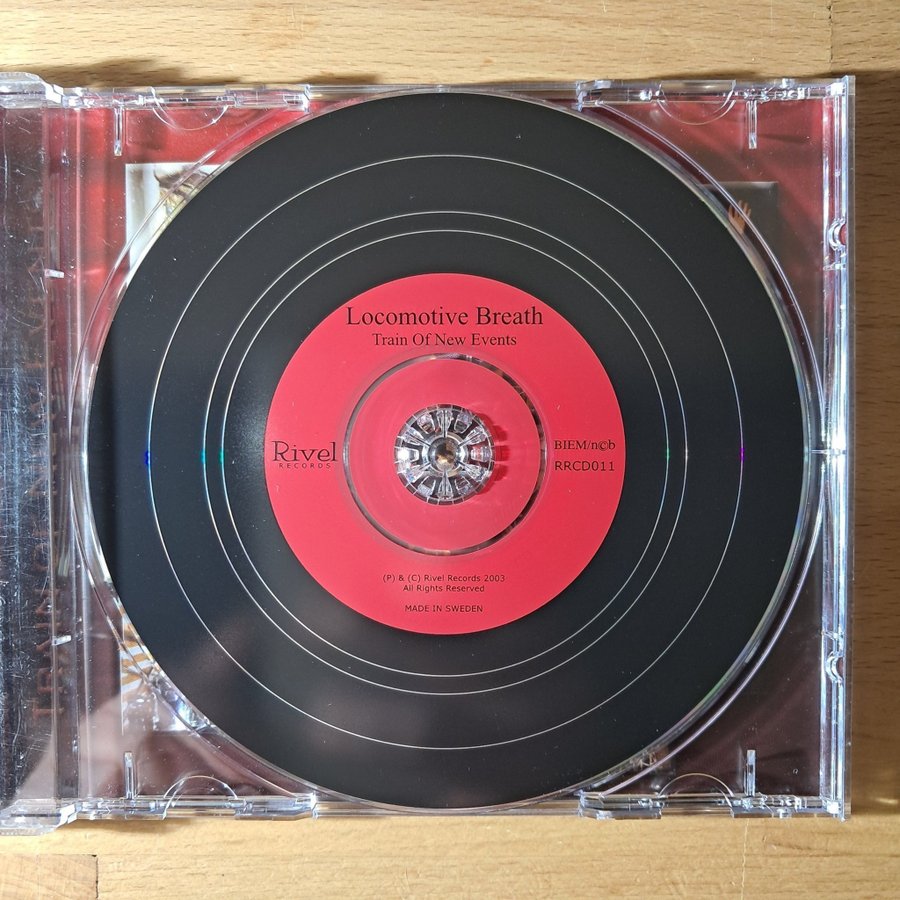 Locomotive Breath
Train Of New Events
Rivel
RECORDS
BIEM/n©b
RRCD011
(P) & (C) Rivel Records 2003
All Rights Reserved
MADE IN SWEDEN